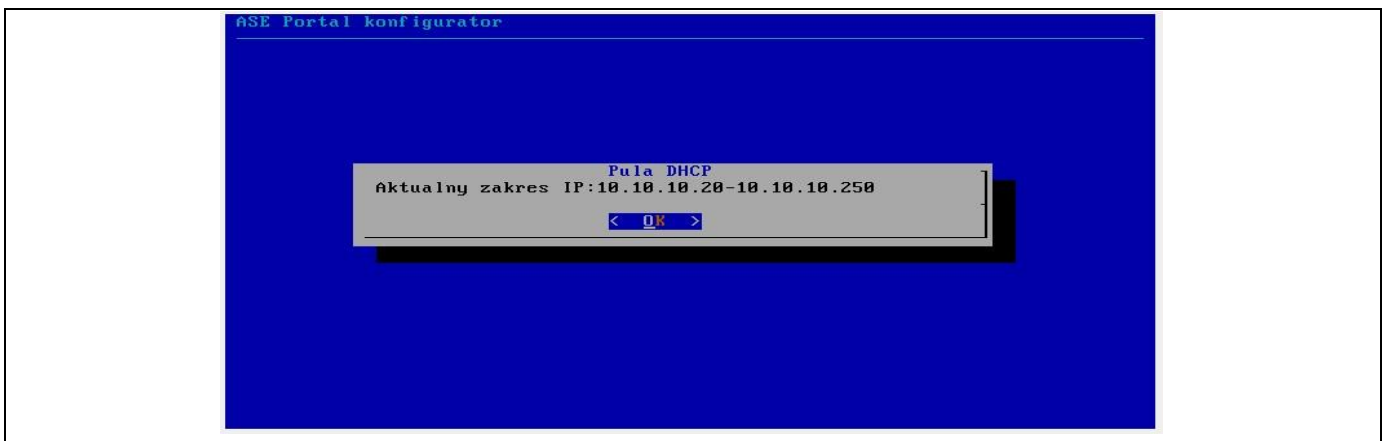 ASE Portal konfigurator
Pula DHCP
Aktualny zakres IP:10.10.10.20-10.10.10.250
< OK >